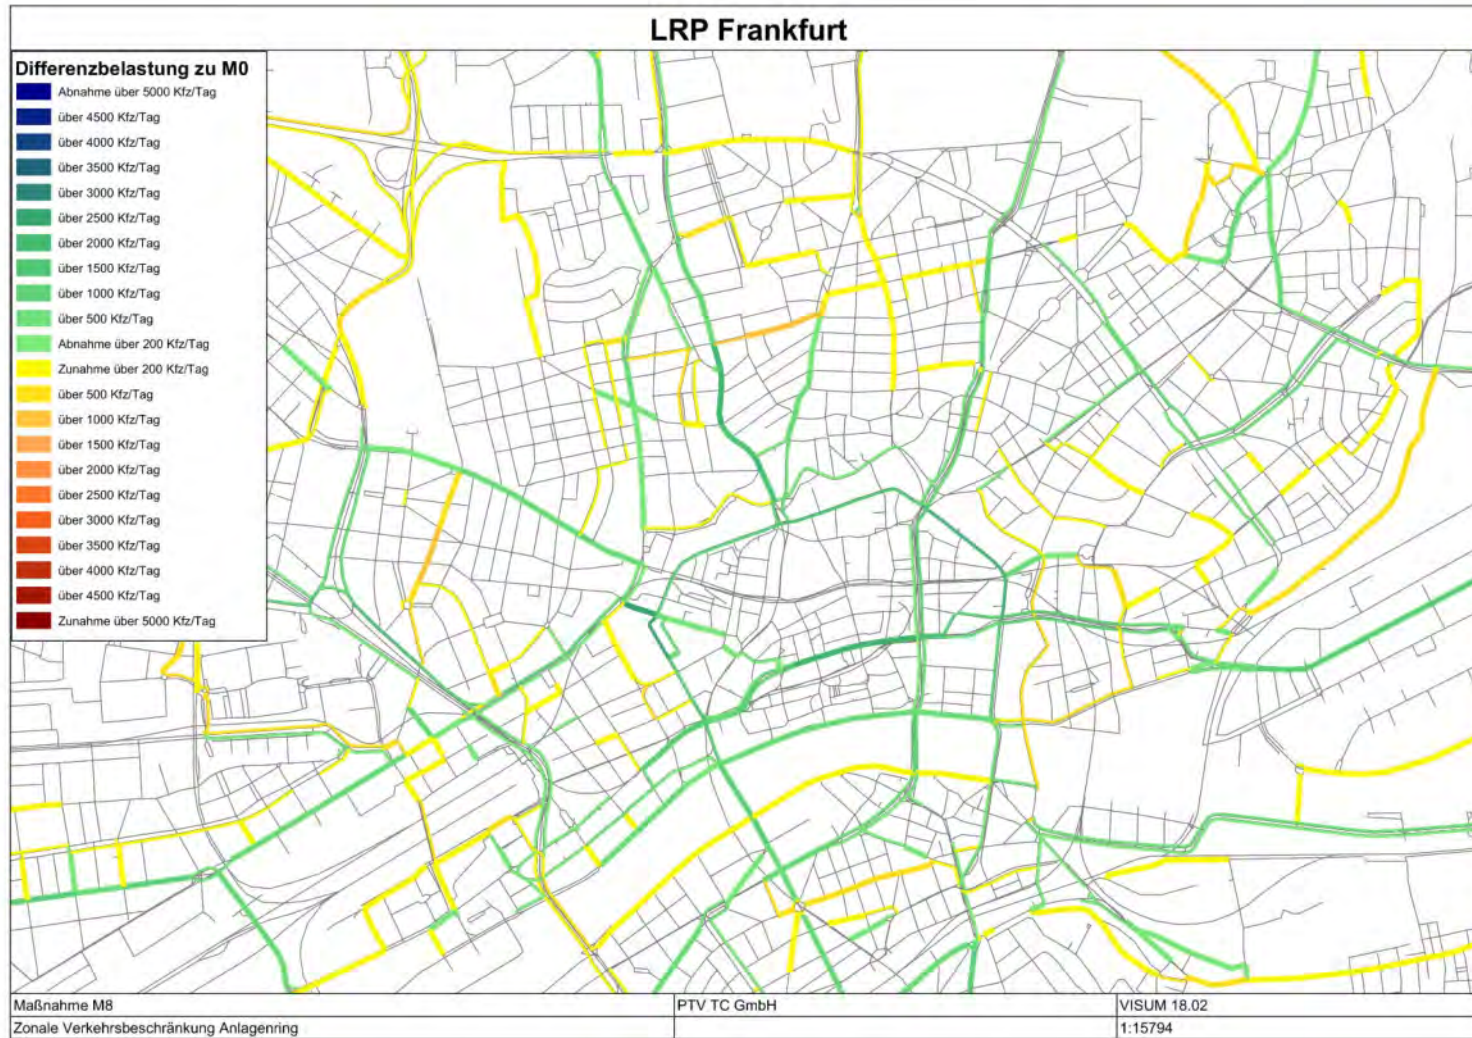 LRP Frankfurt
Differenzbelastung zu M0
Abnahme über 5000 Kfz/Tag
über 4500 Kfz/Tag
über 4000 Kfz/Tag
über 3500 Kfz/Tag
über 3000 Kfz/Tag
über 2500 Kfz/Tag
über 2000 Kfz/Tag
über 1500 Kfz/Tag
über 1000 Kfz/Tag
über 500 Kfz/Tag
Abnahme über 200 Kfz/Tag
Zunahme über 200 Kfz/Tag
über 500 Kfz/Tag
über 1000 Kfz/Tag
über 1500 Kfz/Tag
über 2000 Kfz/Tag
über 2500 Kfz/Tag
über 3000 Kfz/Tag
über 3500 Kfz/Tag
über 4000 Kfz/Tag
über 4500 Kfz/Tag
Zunahme über 5000 Kfz/Tag
Maßnahme M8
PTV TC GmbH
VISUM 18.02
Zonale Verkehrsbeschränkung Anlagenring
1:15794